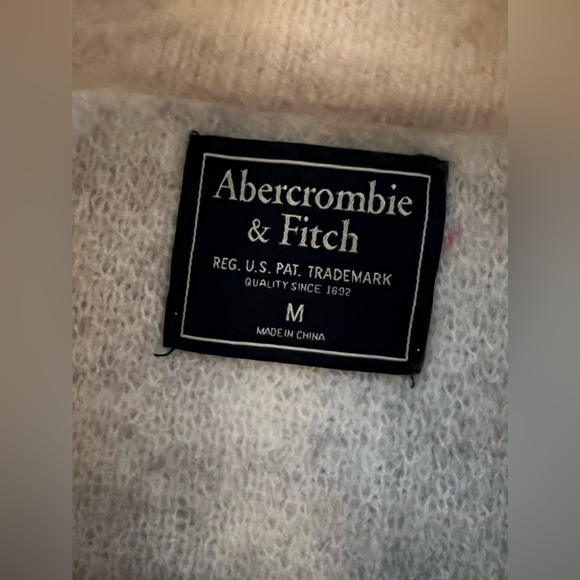 Abercrombie
& Fitch
REG. U.S. PAT. TRADEMARK
QUALITY SINCE 1892
M
MADE IN CHINA